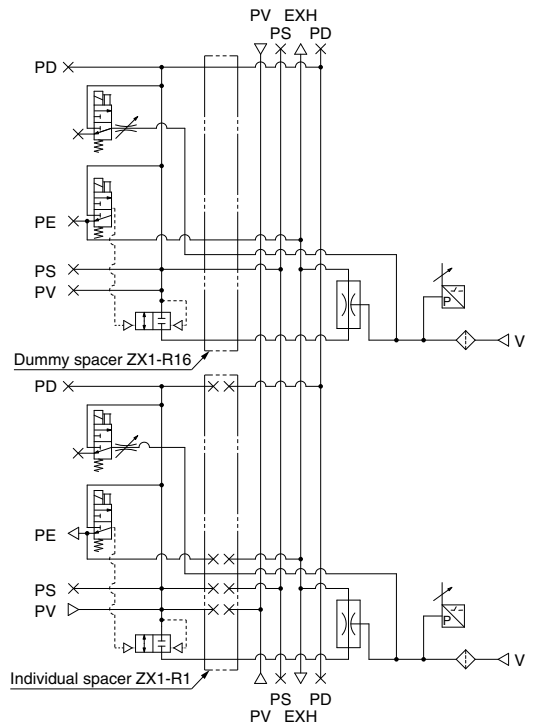 PV EXH
PS PD
PD
PE
PS
PV
P
V
Dummy spacer ZX1-R16
PD
PE
PS
PV
P
V
Individual spacer ZX1-R1
PS PD
PV EXH